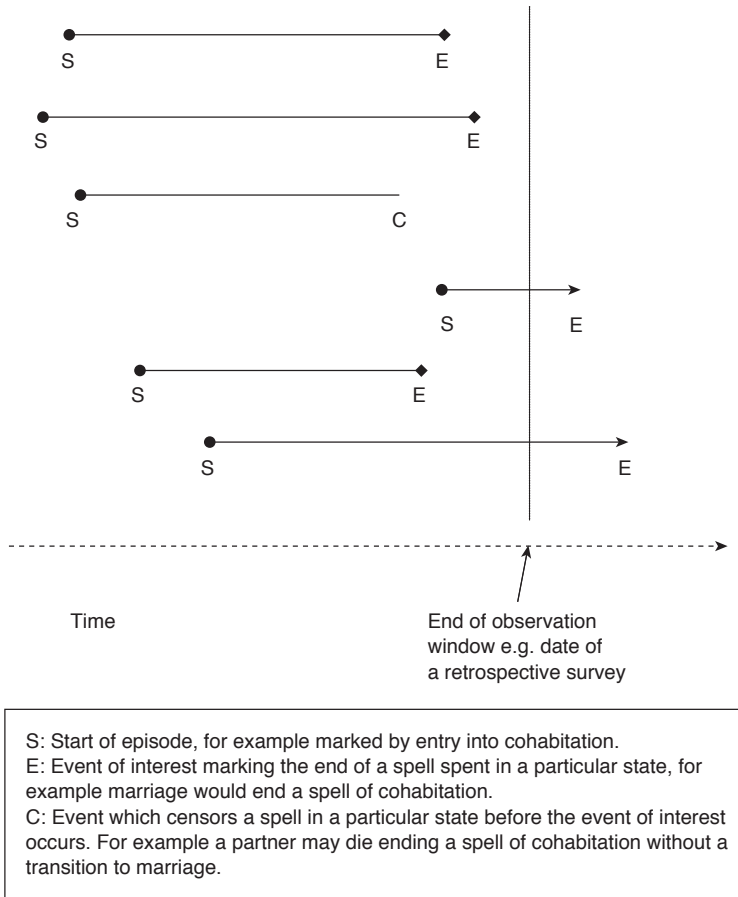 S
E
S
E
S
C
S
E
S
E
S
E
Time
End of observation
window e.g. date of
a retrospective survey
S: Start of episode, for example marked by entry into cohabitation.
E: Event of interest marking the end of a spell spent in a particular state, for
example marriage would end a spell of cohabitation.
C: Event which censors a spell in a particular state before the event of interest
occurs. For example a partner may die ending a spell of cohabitation without a
transition to marriage.